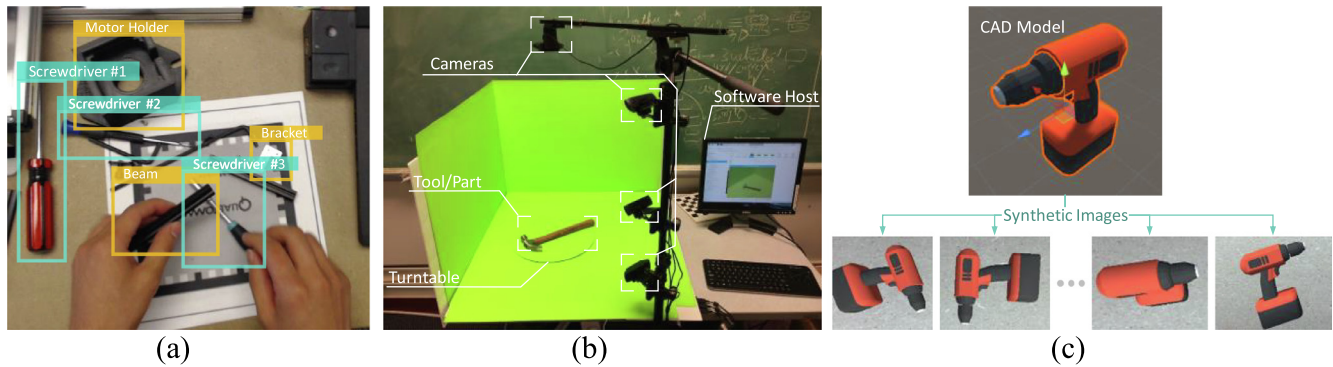 Motor Holder
Screwdriver #1
Screwdriver #2
Bracket
Screwdriver #3
Beam
(a)
Cameras
Software Host
Tool/Part
Turntable
(b)
CAD Model
Synthetic Images
(c)